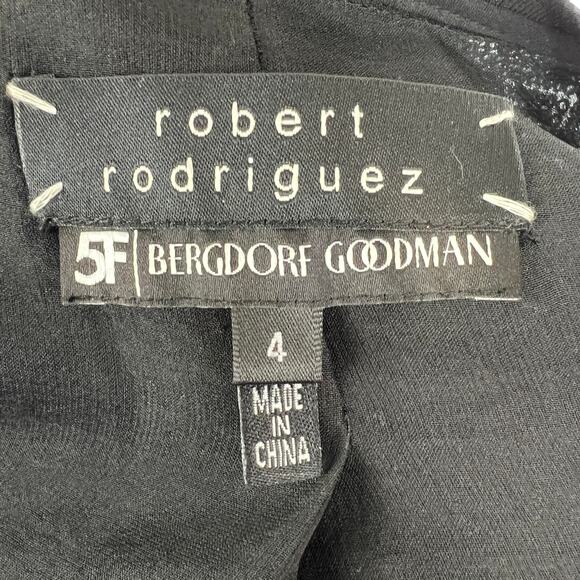 robert
rodriguez
5F BERGDORF GOODMAN
4
MADE
IN
CHINA